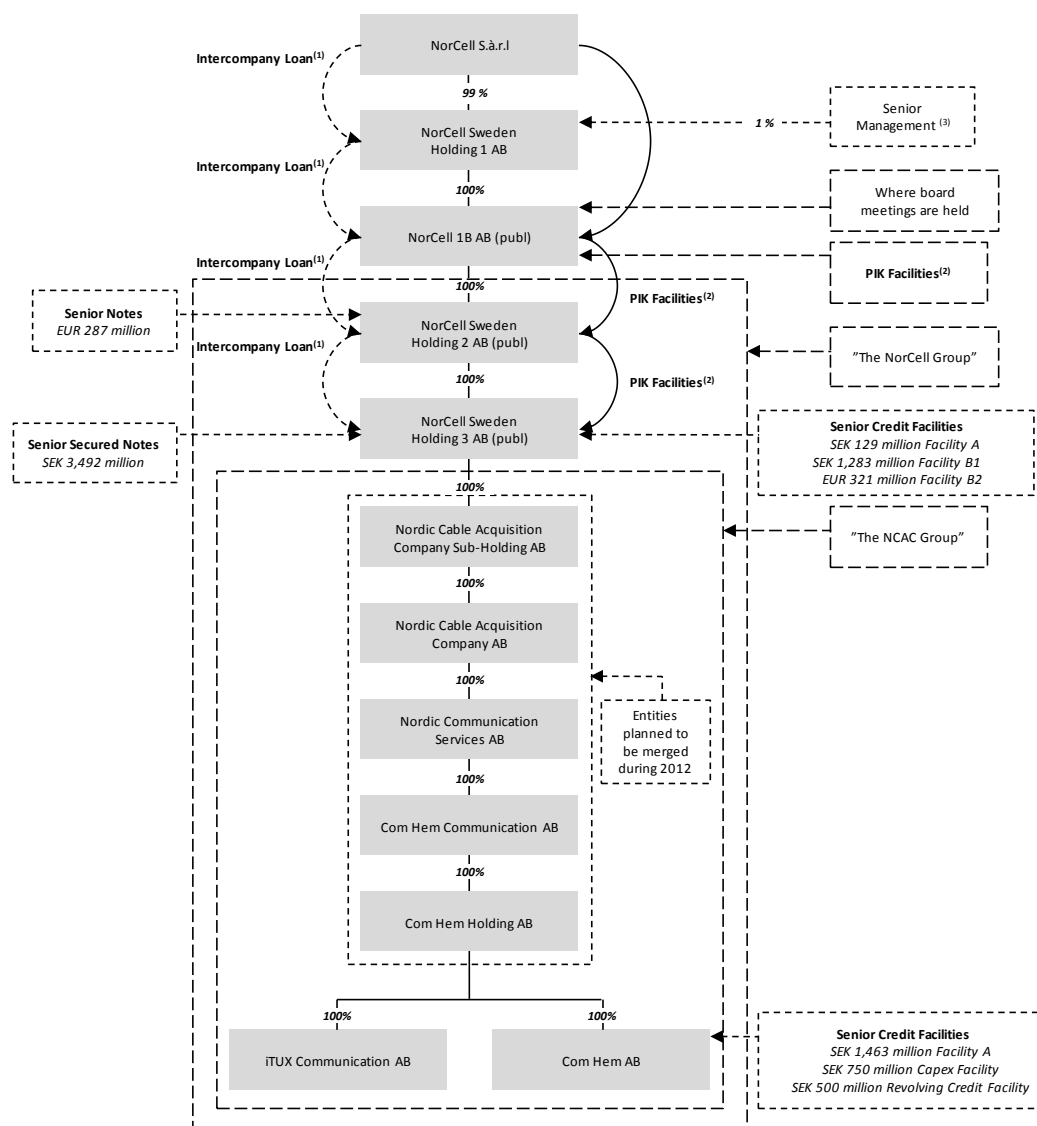 NorCell S.à.r.l
Intercompany Loan(1)
99 %
Senior
Management (3)
1 %
NorCell Sweden
Holding 1 AB
Intercompany Loan(1)
100%
Where board
meetings are held
NorCell 1B AB (publ)
Intercompany Loan(1)
PIK Facilities(2)
100%
Senior Notes
EUR 287 million
PIK Facilities(2)
NorCell Sweden
Holding 2 AB (publ)
Intercompany Loan(1)
"The NorCell Group"
100%
PIK Facilities(2)
NorCell Sweden
Holding 3 AB (publ)
Senior Secured Notes
SEK 3,492 million
Senior Credit Facilities
SEK 129 million Facility A
SEK 1,283 million Facility B1
EUR 321 million Facility B2
100%
Nordic Cable Acquisition
Company Sub-Holding AB
"The NCAC Group"
100%
Nordic Cable Acquisition
Company AB
100%
Nordic Communication
Services AB
Entities
planned to
be merged
during 2012
100%
Com Hem Communication AB
100%
Com Hem Holding AB
100%
100%
iTUX Communication AB
Com Hem AB
Senior Credit Facilities
SEK 1,463 million Facility A
SEK 750 million Capex Facility
SEK 500 million Revolving Credit Facility